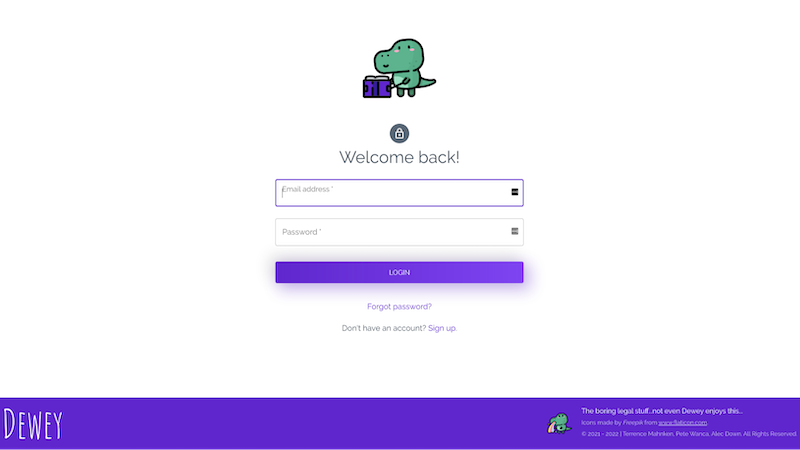 Welcome back!
Email address *
Password *
LOGIN
Forgot password?
Don't have an account? Sign up.
DEWEY
The boring legal stuff...not even Dewey enjoys this...
Icons made by Freepik from www.flaticon.com
© 2021 - 2022 | Terrence Mahnken, Pete Wanca, Alec Down. All Rights Reserved.